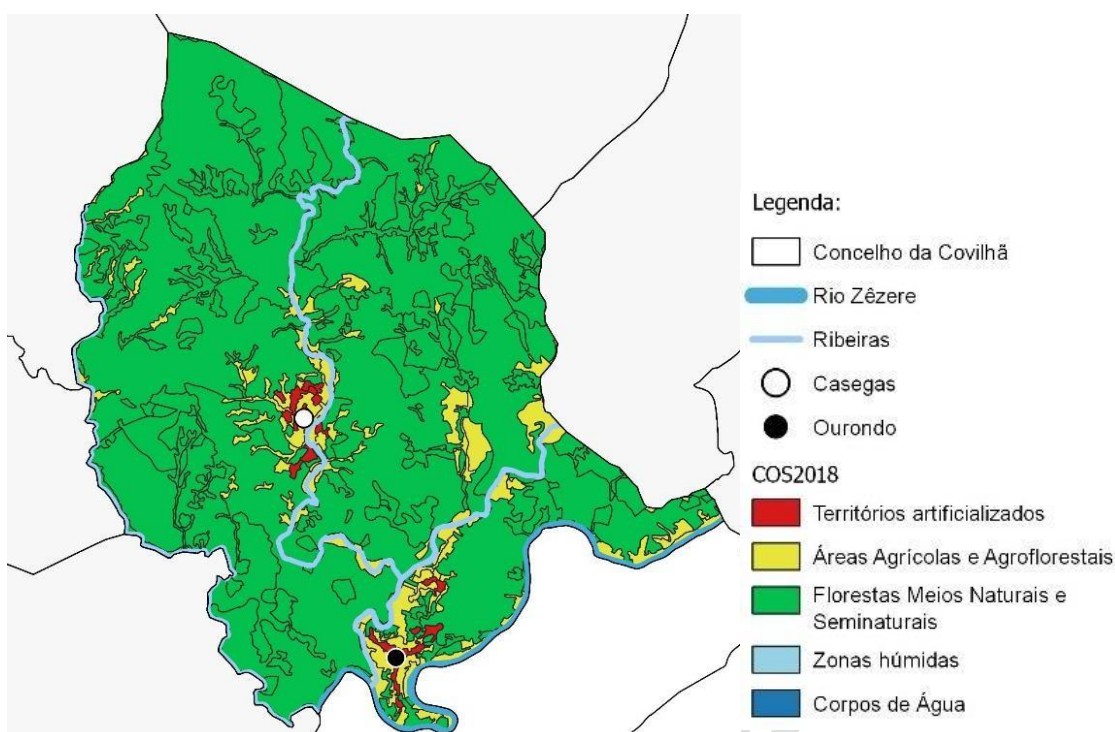 Legenda:
Concelho da Covilhã
Rio Zêzere
Ribeiras
Casegas
Ourondo
COS2018
Territórios artificializados
Áreas Agrícolas e Agroflorestais
Florestas Meios Naturais e
Seminaturais
Zonas húmidas
Corpos de Água